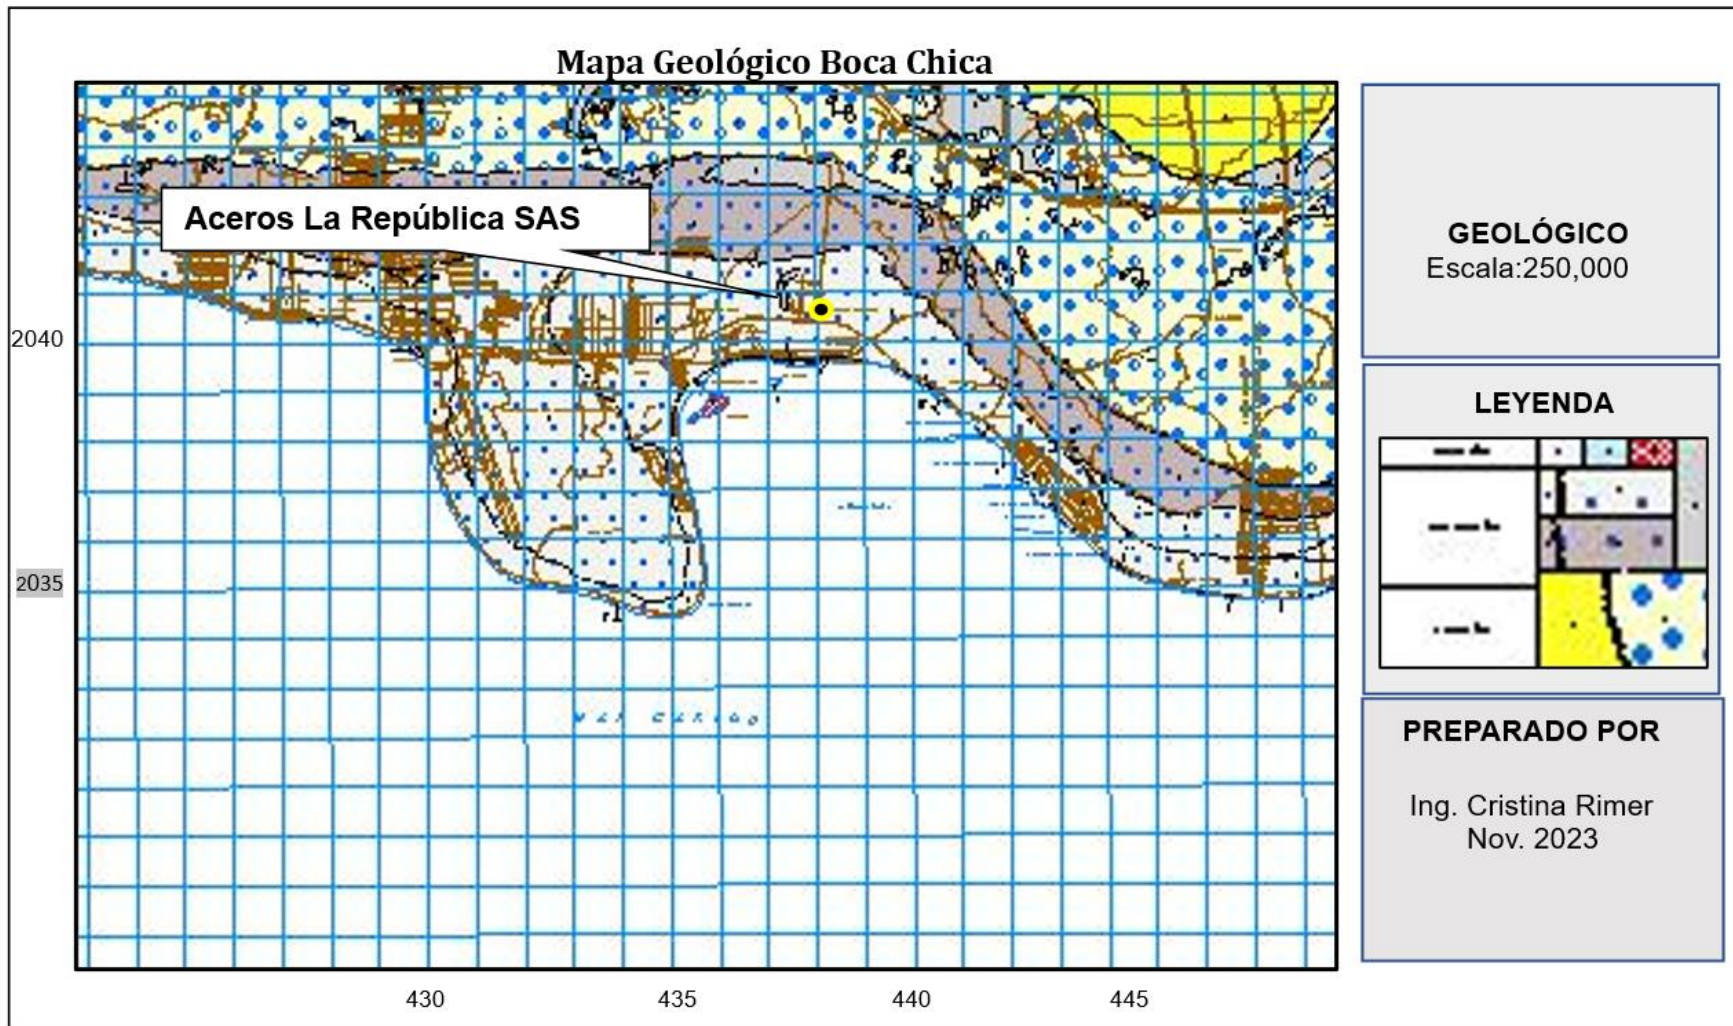 Mapa Geológico Boca Chica
Aceros La República SAS
2040
2035
430
435
440
445
GEOLÓGICO
Escala:250,000
LEYENDA
PREPARADO POR
Ing. Cristina Rimer
Nov. 2023